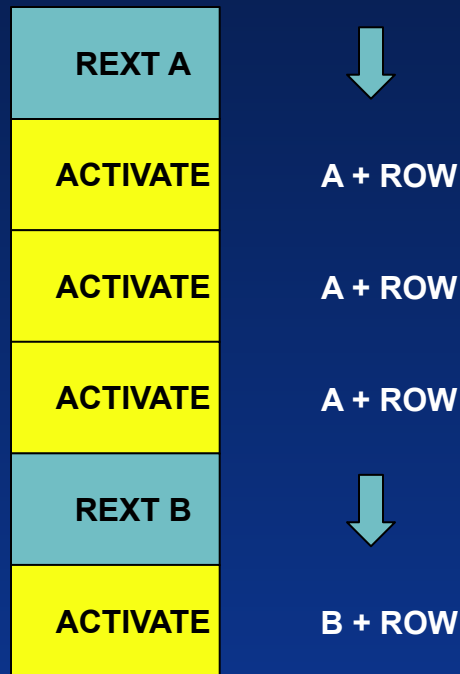 REXT A
ACTIVATE A + ROW
ACTIVATE A + ROW
ACTIVATE A + ROW
REXT B
ACTIVATE B + ROW